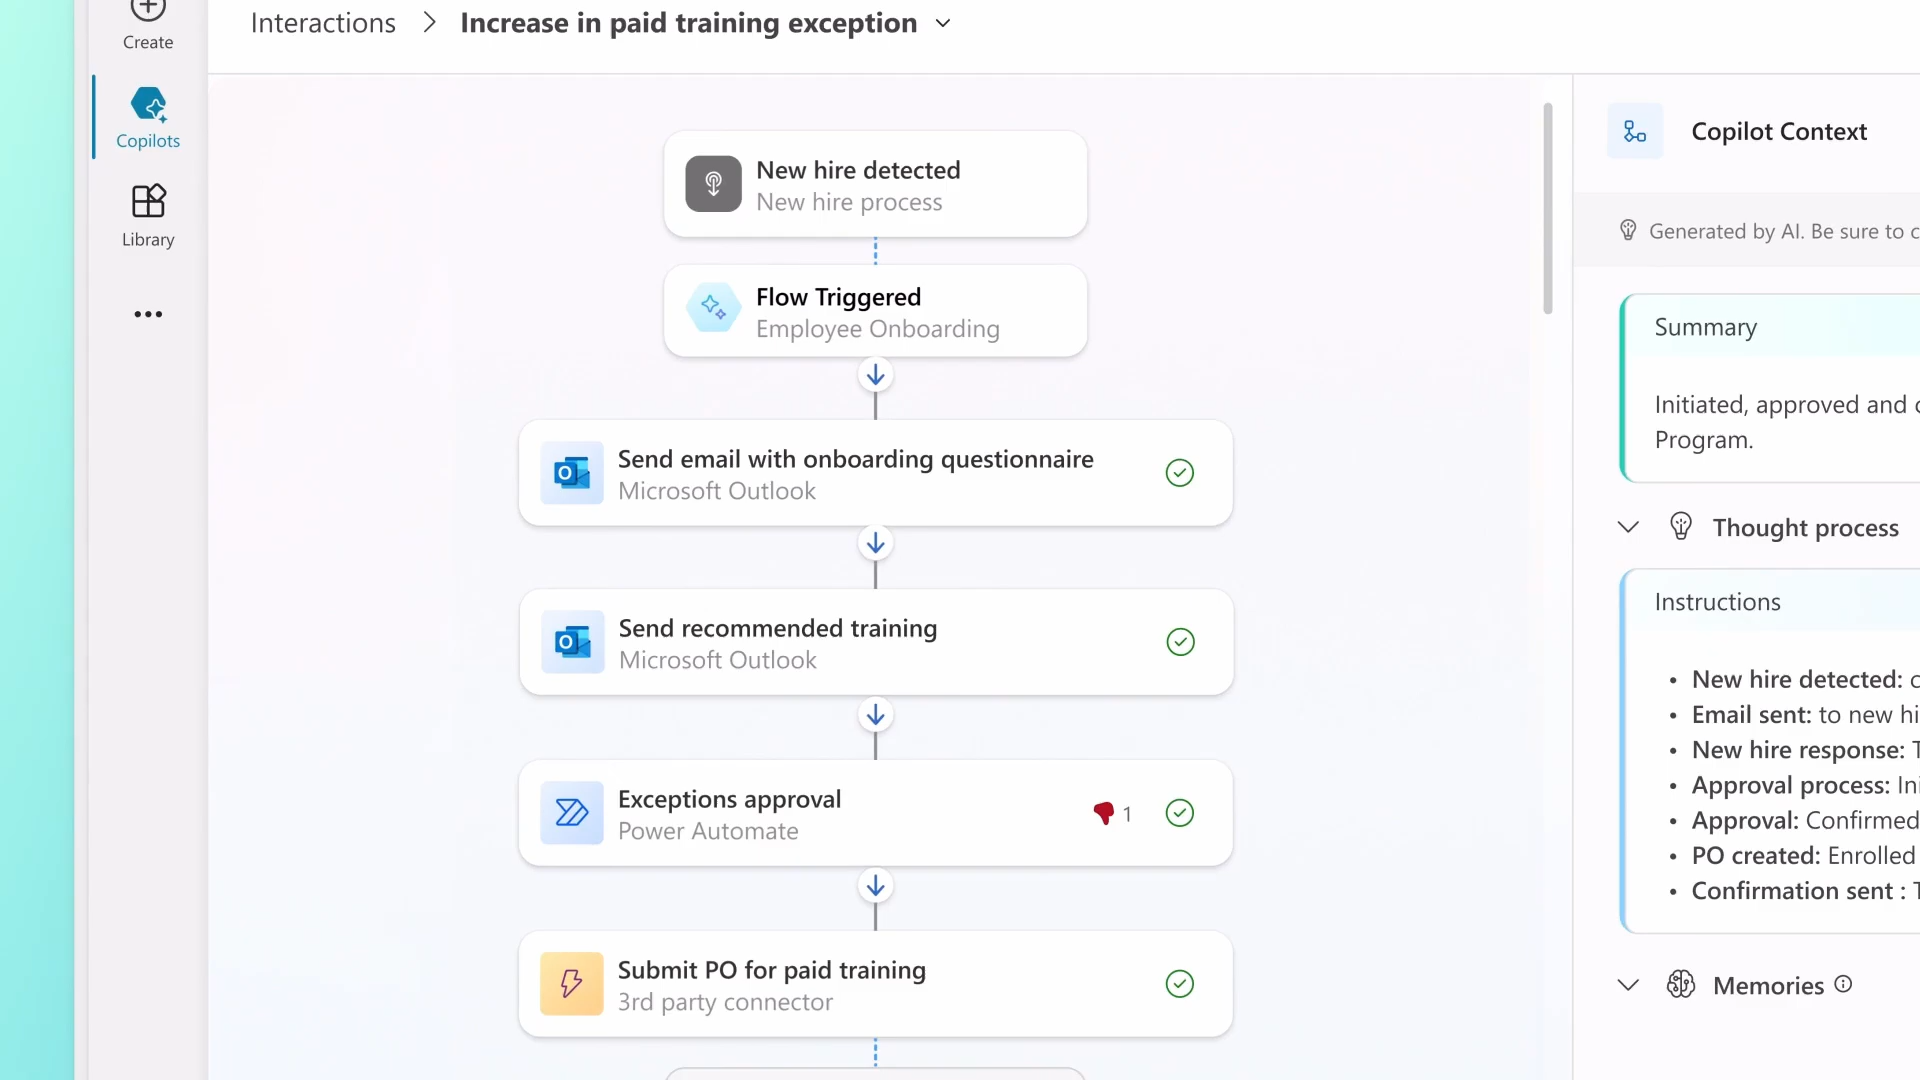 Create
Copilots
Library
Interactions > Increase in paid training exception
New hire detected
New hire process
Flow Triggered
Employee Onboarding
Send email with onboarding questionnaire
Microsoft Outlook
Send recommended training
Microsoft Outlook
Exceptions approval
Power Automate
1
Submit PO for paid training
3rd party connector
Copilot Context
Generated by AI. Be sure to
Summary
Initiated, approved and
Program.
Thought process
Instructions
• New hire detected:
• Email sent: to new
• New hire response:
• Approval process:
• Approval: Confirmed
• PO created: Enrolled
• Confirmation sent :
Memories